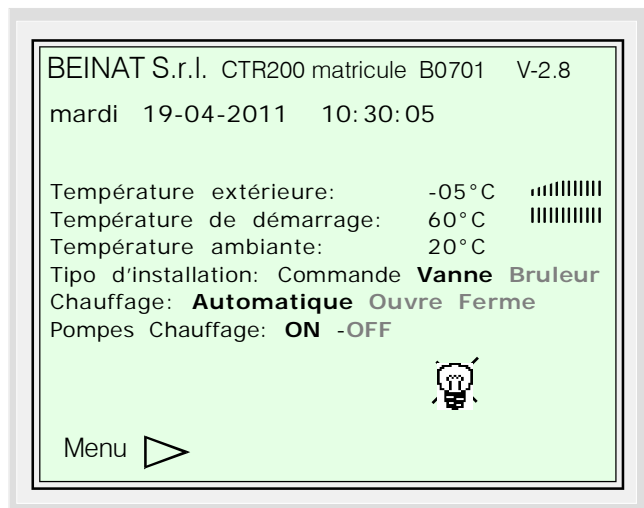 BEINAT S.r.l. CTR200 matricule B0701 V-2.8
mardi 19-04-2011 10:30:05
Température extérieure: -05°C
Température de démarrage: 60°C
Température ambiante: 20°C
Tipo d'installation: Commande Vanne Bruleur
Chauffage: Automatique Ouvre Ferme
Pompes Chauffage: ON -OFF
Menu